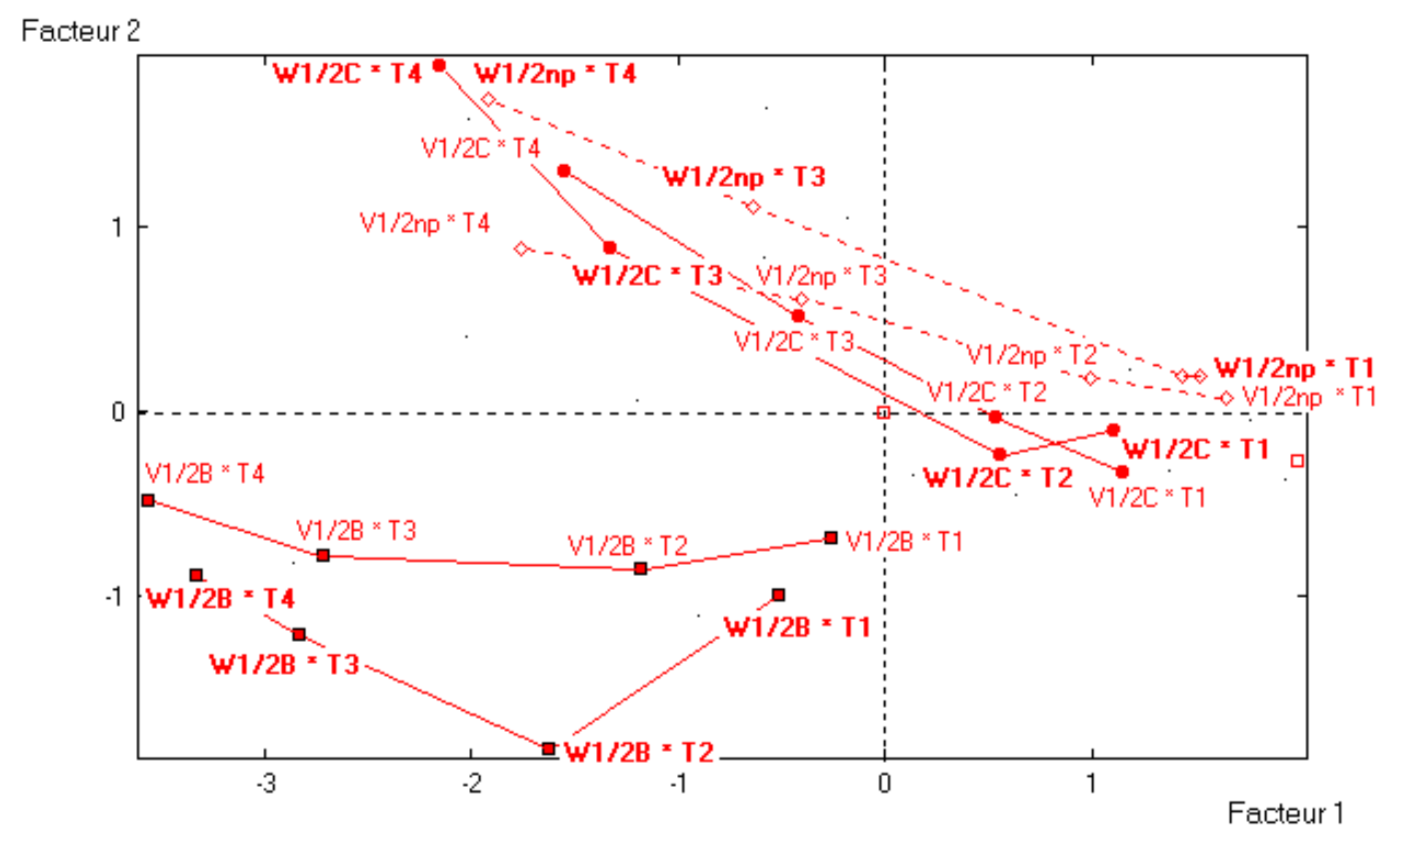 Facteur 2
W1/2C * T4
W1/2np * T4
V1/2C * T4
W1/2np * T3
V1/2np * T4
1
W1/2C * T3
V1/2np * T3
V1/2C * T3
V1/2np * T2
W1/2np * T1
V1/2C * T2
V1/2np * T1
0
W1/2C * T1
V1/2B * T4
W1/2C * T2
V1/2C * T1
V1/2B * T3
V1/2B * T2
V1/2B * T1
-1
W1/2B * T4
W1/2B * T1
W1/2B * T3
W1/2B * T2
-3
-2
-1
0
1
Facteur 1